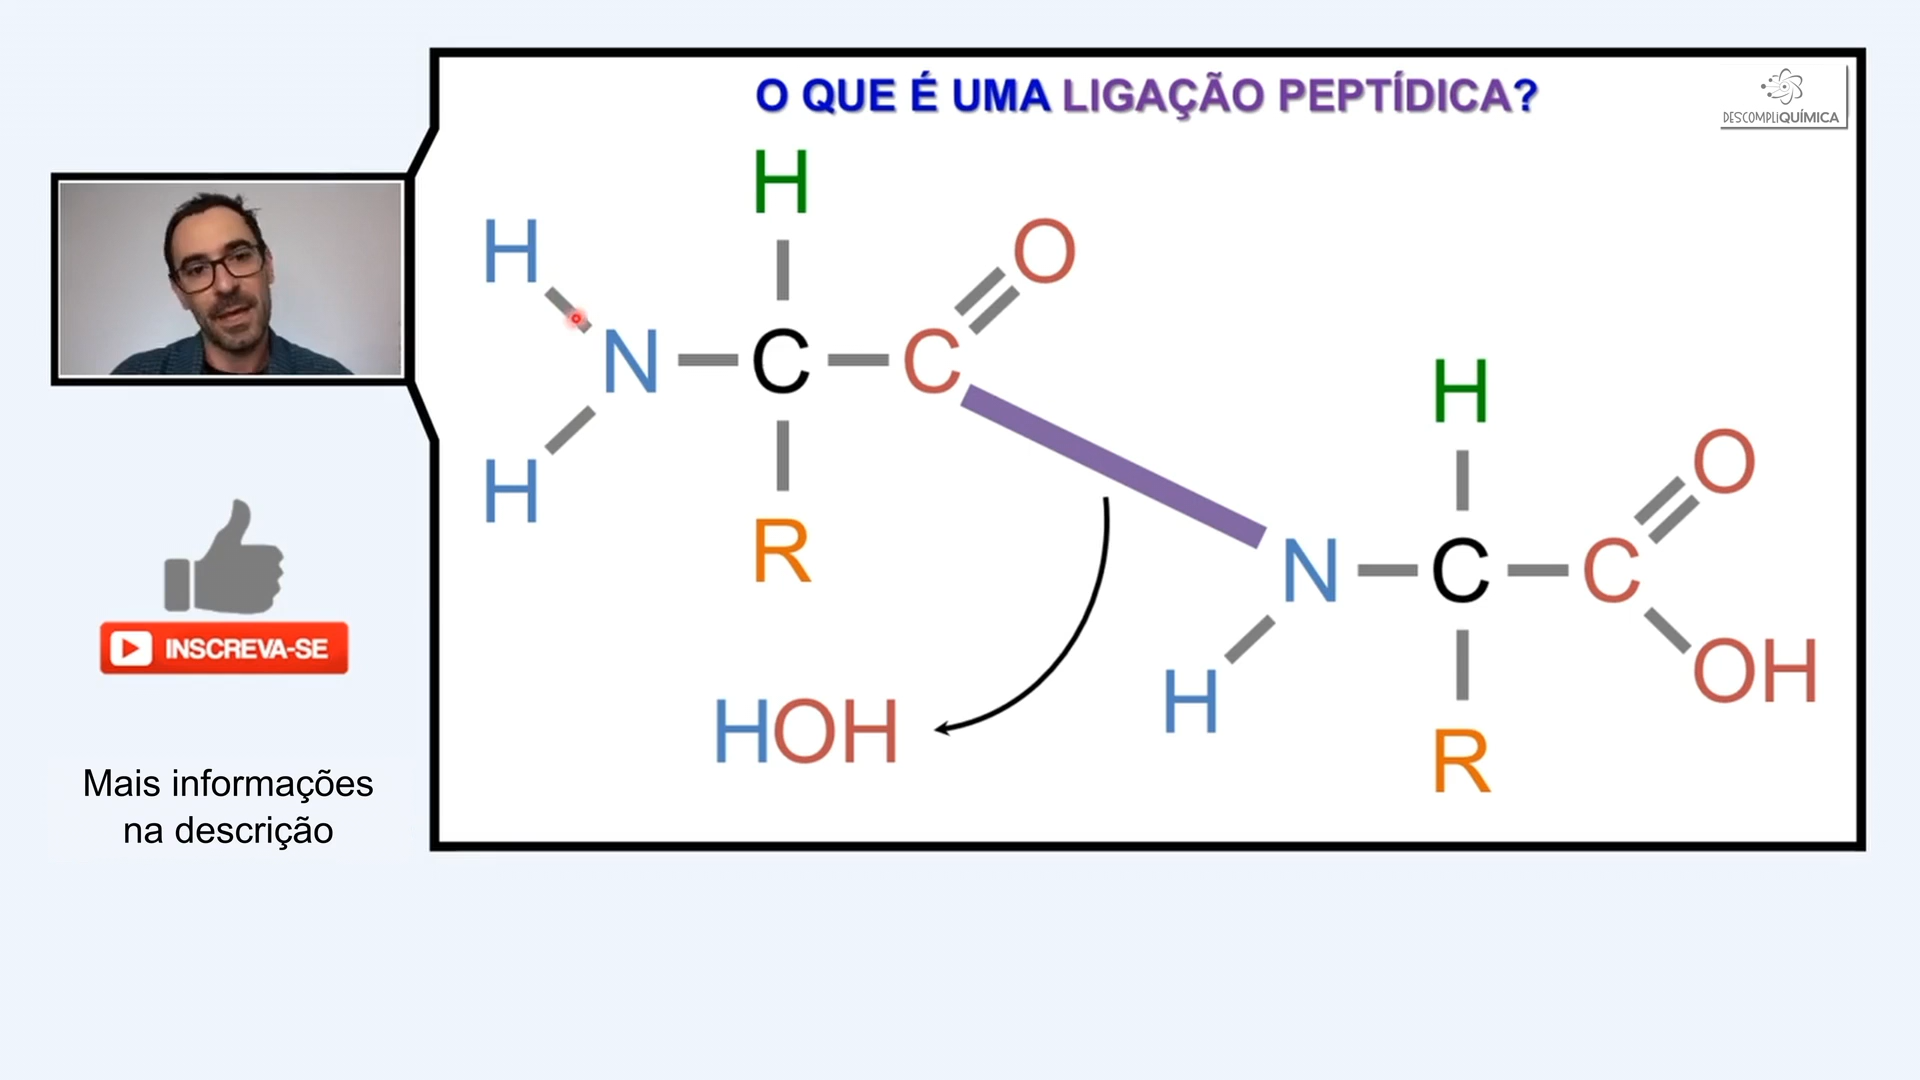 O QUE É UMA LIGAÇÃO PEPTÍDICA?
DESCOMPLIQUÍMICA
H
H
O
N
C
C
H
R
H
O
N
C
C
H
OH
R
HOH
INSCREVA-SE
Mais informações
na descrição